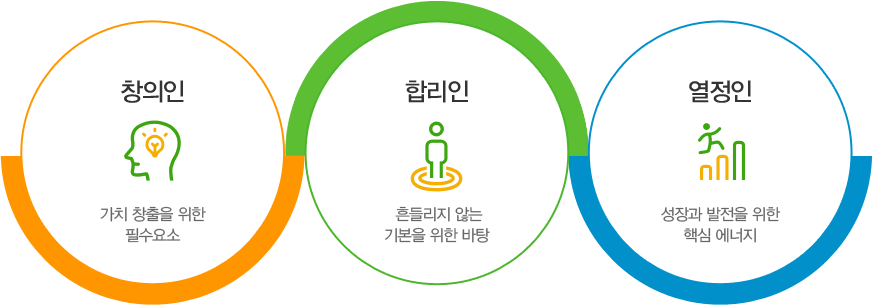 창의인
가치 창출을 위한
필수요소
합리인
흔들리지 않는
기본을 위한 바탕
열정인
성장과 발전을 위한
핵심 에너지